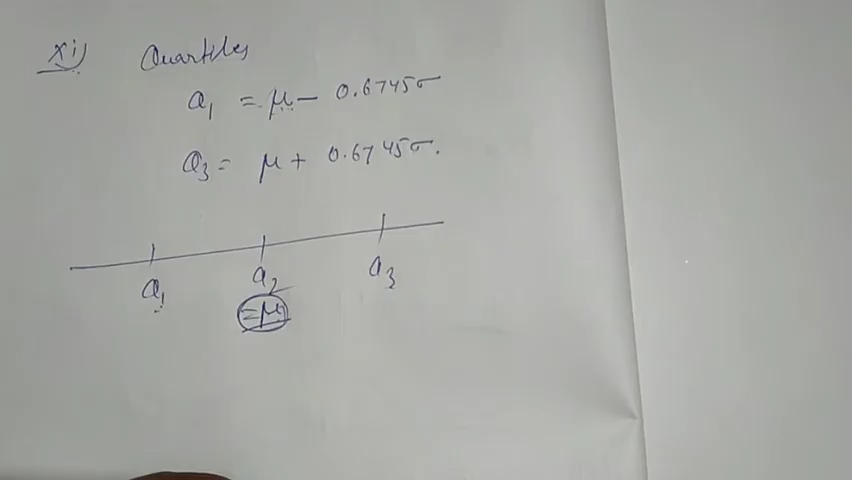 xi) Quartiles
Q1 = μ - 0.6745σ
Q3 = μ + 0.6745σ.
Q1 Q2 Q3
=μ